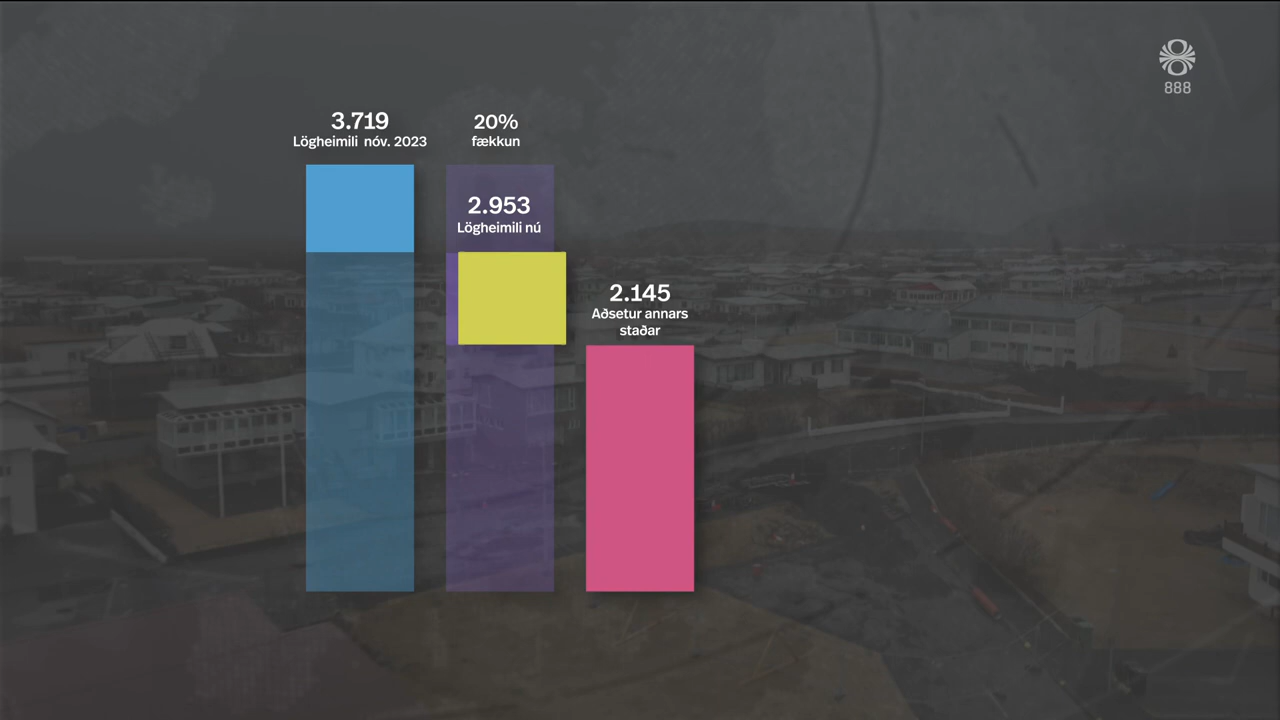 3.719
Lögheimili nóv. 2023
20%
fækkun
2.953
Lögheimili nú
2.145
Aðsetur annars
staðar
888